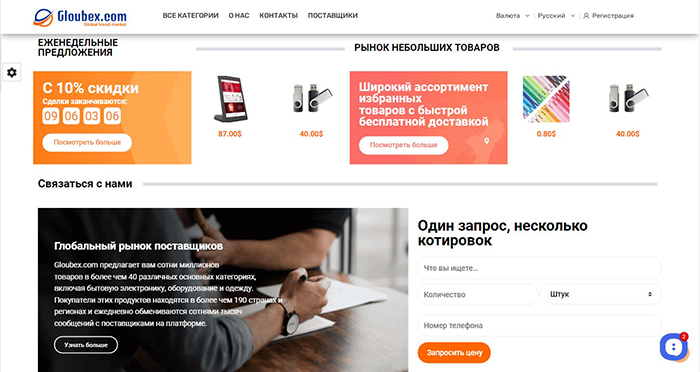 Gloubex.com
Global trend market
ВСЕ КАТЕГОРИИ О НАС КОНТАКТЫ ПОСТАВЩИКИ
Валюта Русский Регистрация
ЕЖЕНЕДЕЛЬНЫЕ
ПРЕДЛОЖЕНИЯ
РЫНОК НЕБОЛЬШИХ ТОВАРОВ
С 10% скидки
Сделки заканчиваются:
09 06 03 06
Посмотреть больше
87.00$
40.00$
Широкий ассортимент
избранных
товаров с быстрой
бесплатной доставкой
Посмотреть больше
0.80$
40.00$
Связаться с нами
Глобальный рынок поставщиков
Gloubex.com предлагает вам сотни миллионов
товаров в более чем 40 различных основных категориях,
включая бытовую электронику, оборудование и одежду.
Покупатели этих продуктов находятся в более чем 190 странах и
регионах и ежедневно обмениваются сотнями тысяч
сообщений с поставщиками на платформе.
Узнать больше
Один запрос, несколько
котировок
Что вы ищете...
Количество
Штук
Номер телефона
Запросить цену
2